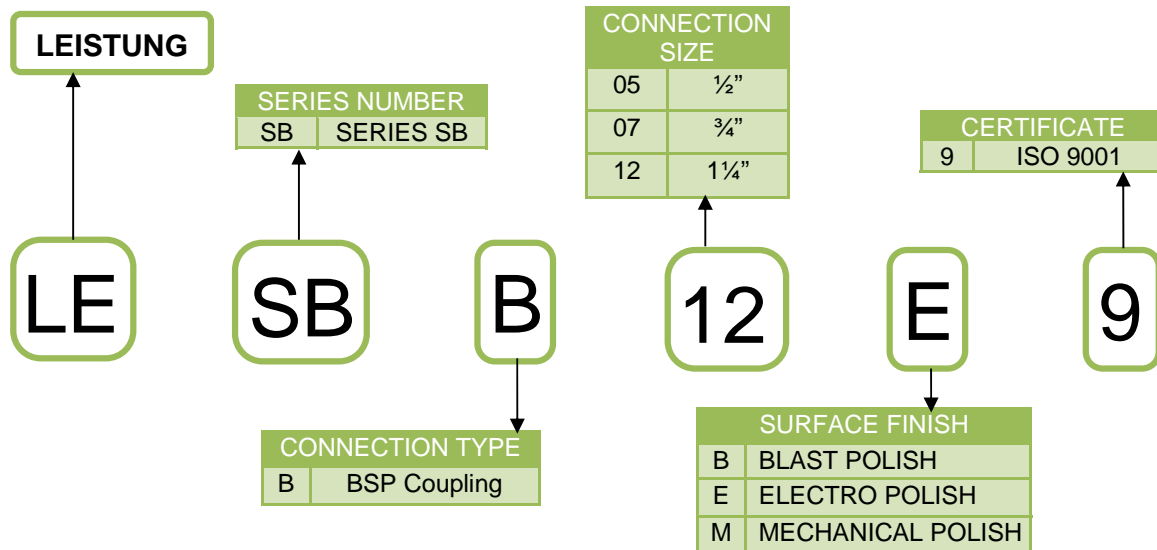 LEISTUNG
SERIES NUMBER
SB SERIES SB
CONNECTION
SIZE
05 ½”
07 ¾”
12 1¼”
CERTIFICATE
9 ISO 9001
LE SB B 12 E 9
CONNECTION TYPE
B BSP Coupling
SURFACE FINISH
B BLAST POLISH
E ELECTRO POLISH
M MECHANICAL POLISH